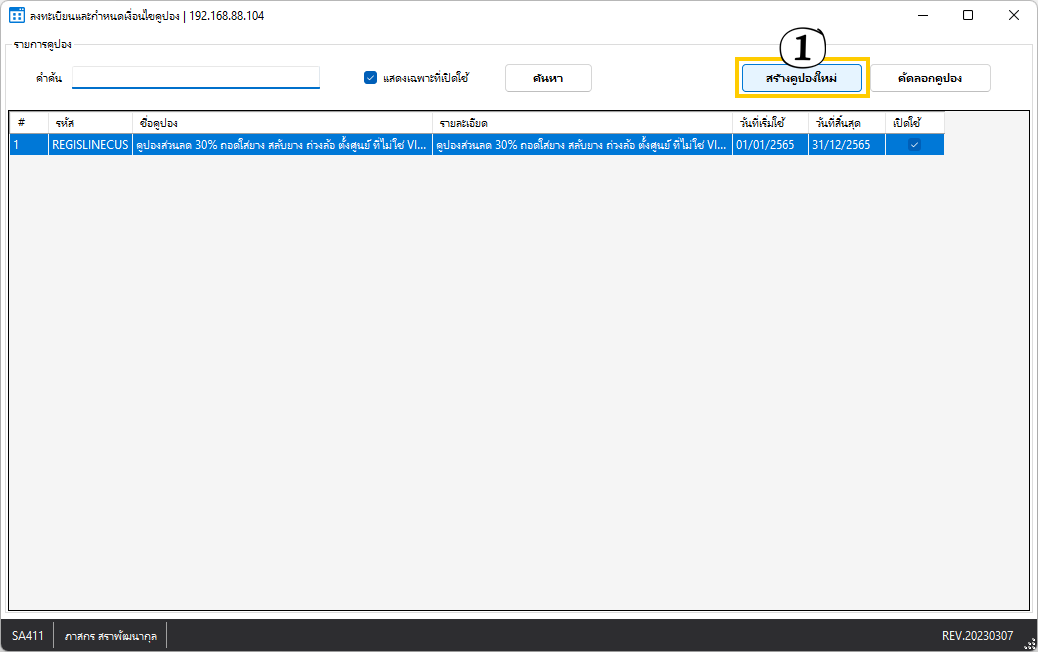 ลงทะเบียนและกำหนดเงื่อนไขคูปอง | 192.168.88.104
รายการคูปอง
1
คำค้น แสดงเฉพาะที่เปิดใช้ ค้นหา สร้างคูปองใหม่ คัดลอกคูปอง
# รหัส ชื่อคูปอง รายละเอียด วันที่เริ่มใช้ วันที่สิ้นสุด เปิดใช้
1 REGISLINECUS คูปองส่วนลด 30% ถอดใส่ยาง สลับยาง ถ่วงล้อ ตั้งศูนย์ ที่ไม่ใช่ VI... คูปองส่วนลด 30% ถอดใส่ยาง สลับยาง ถ่วงล้อ ตั้งศูนย์ ที่ไม่ใช่ VI... 01/01/2565 31/12/2565
SA411 ภาสกร สราพัฒนากุล REV.20230307